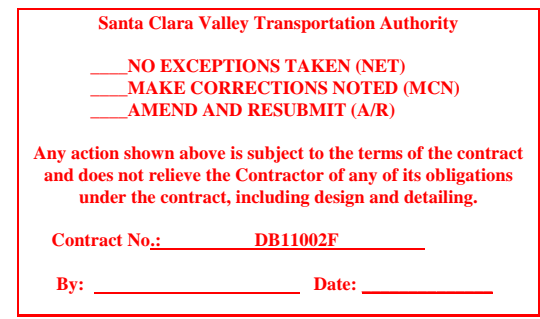 Santa Clara Valley Transportation Authority
____NO EXCEPTIONS TAKEN (NET)
____MAKE CORRECTIONS NOTED (MCN)
____AMEND AND RESUBMIT (A/R)
Any action shown above is subject to the terms of the contract
and does not relieve the Contractor of any of its obligations
under the contract, including design and detailing.
Contract No.: DB11002F
By: ____________________ Date: ______________